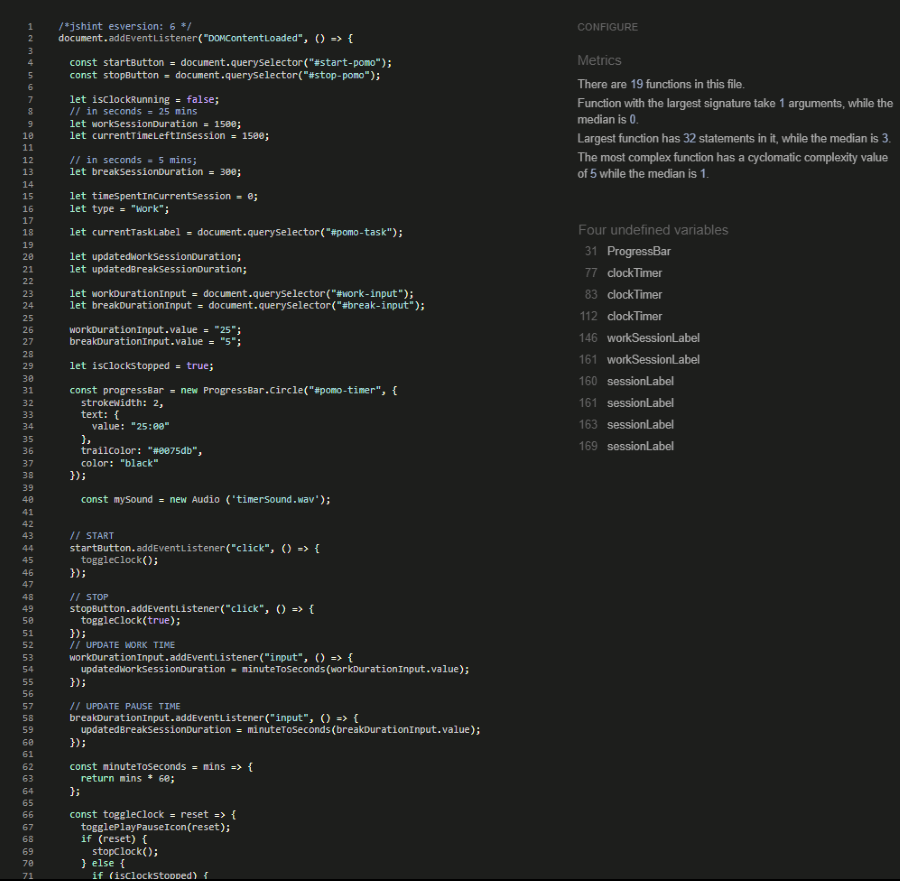 1 /*jshint esversion: 6 */
2 document.addEventListener("DOMContentLoaded", () => {
3
4 const startButton = document.querySelector("#start-pomo");
5 const stopButton = document.querySelector("#stop-pomo");
6
7 let isClockRunning = false;
8 // in seconds = 25 mins
9 let workSessionDuration = 1500;
10 let currentTimeLeftInSession = 1500;
11
12 // in seconds = 5 mins;
13 let breakSessionDuration = 300;
14
15 let timeSpentInCurrentSession = 0;
16 let type = "Work";
17
18 let currentTaskLabel = document.querySelector("#pomo-task");
19
20 let updatedWorkSessionDuration;
21 let updatedBreakSessionDuration;
22
23 let workDurationInput = document.querySelector("#work-input");
24 let breakDurationInput = document.querySelector("#break-input");
25
26 workDurationInput.value = "25";
27 breakDurationInput.value = "5";
28
29 let isClockStopped = true;
30
31 const progressBar = new ProgressBar.Circle("#pomo-timer", {
32 strokeWidth: 2,
33 text: {
34 value: "25:00"
35 },
36 trailColor: "#0075db",
37 color: "black"
38 });
39
40 const mySound = new Audio ('timerSound.wav');
41
42
43 // START
44 startButton.addEventListener("click", () => {
45 toggleClock();
46 });
47
48 // STOP
49 stopButton.addEventListener("click", () => {
50 toggleClock(true);
51 });
52 // UPDATE WORK TIME
53 workDurationInput.addEventListener("input", () => {
54 updatedWorkSessionDuration = minuteToSeconds(workDurationInput.value);
55 });
56
57 // UPDATE PAUSE TIME
58 breakDurationInput.addEventListener("input", () => {
59 updatedBreakSessionDuration = minuteToSeconds(breakDurationInput.value);
60 });
61
62 const minuteToSeconds = mins => {
63 return mins * 60;
64 };
65
66 const toggleClock = reset => {
67 togglePlayPauseIcon(reset);
68 if (reset) {
69 stopClock();
70 } else {
71 if (isClockStopped) {
CONFIGURE
Metrics
There are 19 functions in this file.
Function with the largest signature take 1 arguments, while the
median is 0.
Largest function has 32 statements in it, while the median is 3.
The most complex function has a cyclomatic complexity value
of 5 while the median is 1.
Four undefined variables
31 ProgressBar
77 clockTimer
83 clockTimer
112 clockTimer
146 workSessionLabel
161 workSessionLabel
160 sessionLabel
161 sessionLabel
163 sessionLabel
169 sessionLabel